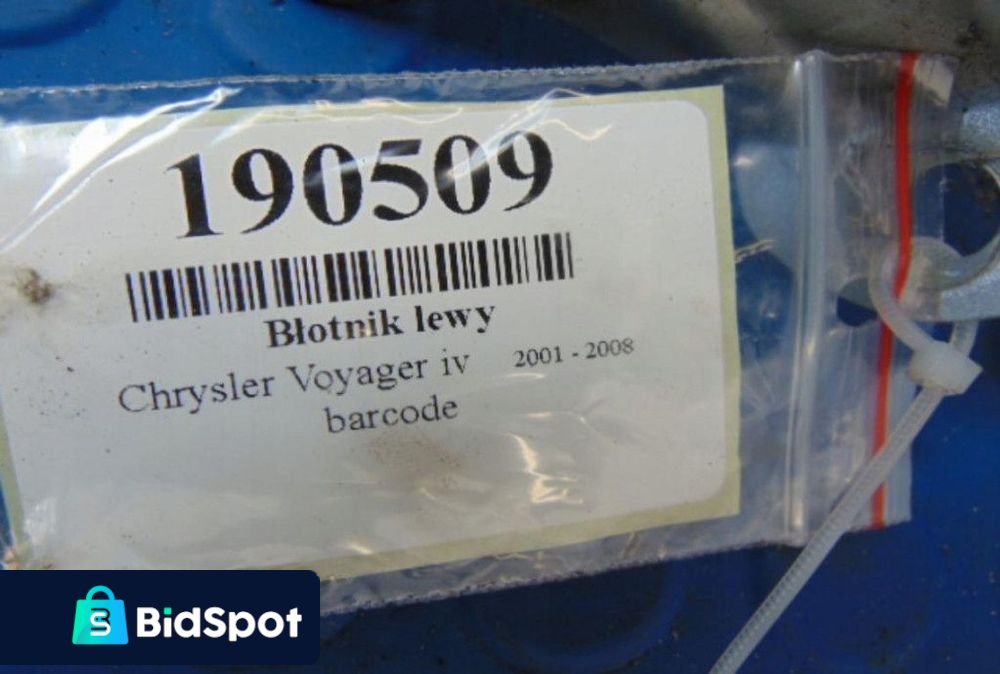 190509
Błotnik lewy
Chrysler Voyager iv 2001 - 2008
barcode
BidSpot